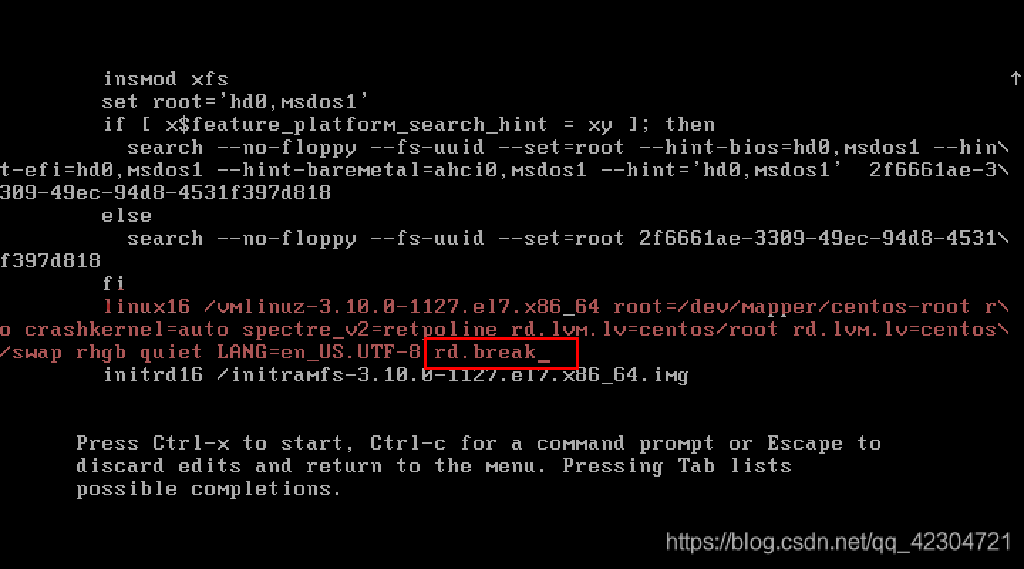 insmod xfs
set root='hd0,msdos1'
if [ x$feature_platform_search_hint = xy ]; then
search --no-floppy --fs-uuid --set=root --hint-bios=hd0,msdos1 --hin\
t-efi=hd0,msdos1 --hint-baremetal=ahci0,msdos1 --hint='hd0,msdos1'  2f6661ae-3\
309-49ec-94d8-4531f397d818
else
search --no-floppy --fs-uuid --set=root 2f6661ae-3309-49ec-94d8-4531\
f397d818
fi
linux16 /vmlinuz-3.10.0-1127.el7.x86_64 root=/dev/mapper/centos-root r\
o crashkernel=auto spectre_v2=retpoline rd.lvm.lv=centos/root rd.lvm.lv=centos\
/swap rhgb quiet LANG=en_US.UTF-8 rd.break_
initrd16 /initramfs-3.10.0-1127.el7.x86_64.img
Press Ctrl-x to start, Ctrl-c for a command prompt or Escape to
discard edits and return to the menu. Pressing Tab lists
possible completions.
https://blog.csdn.net/qq_42304721